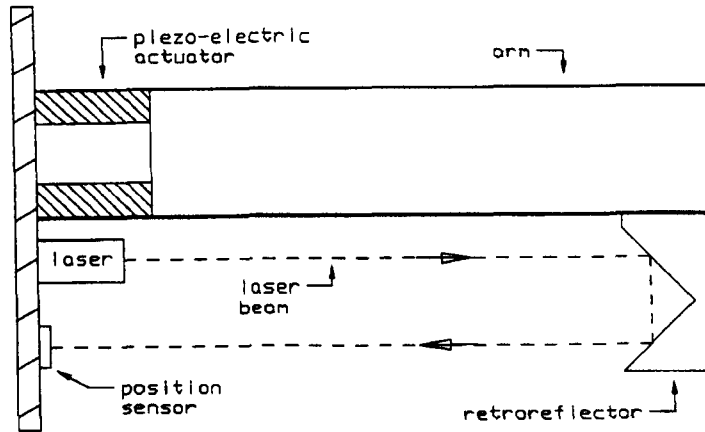 piezo-electric
actuator
arm
laser
laser
beam
position
sensor
retroreflector